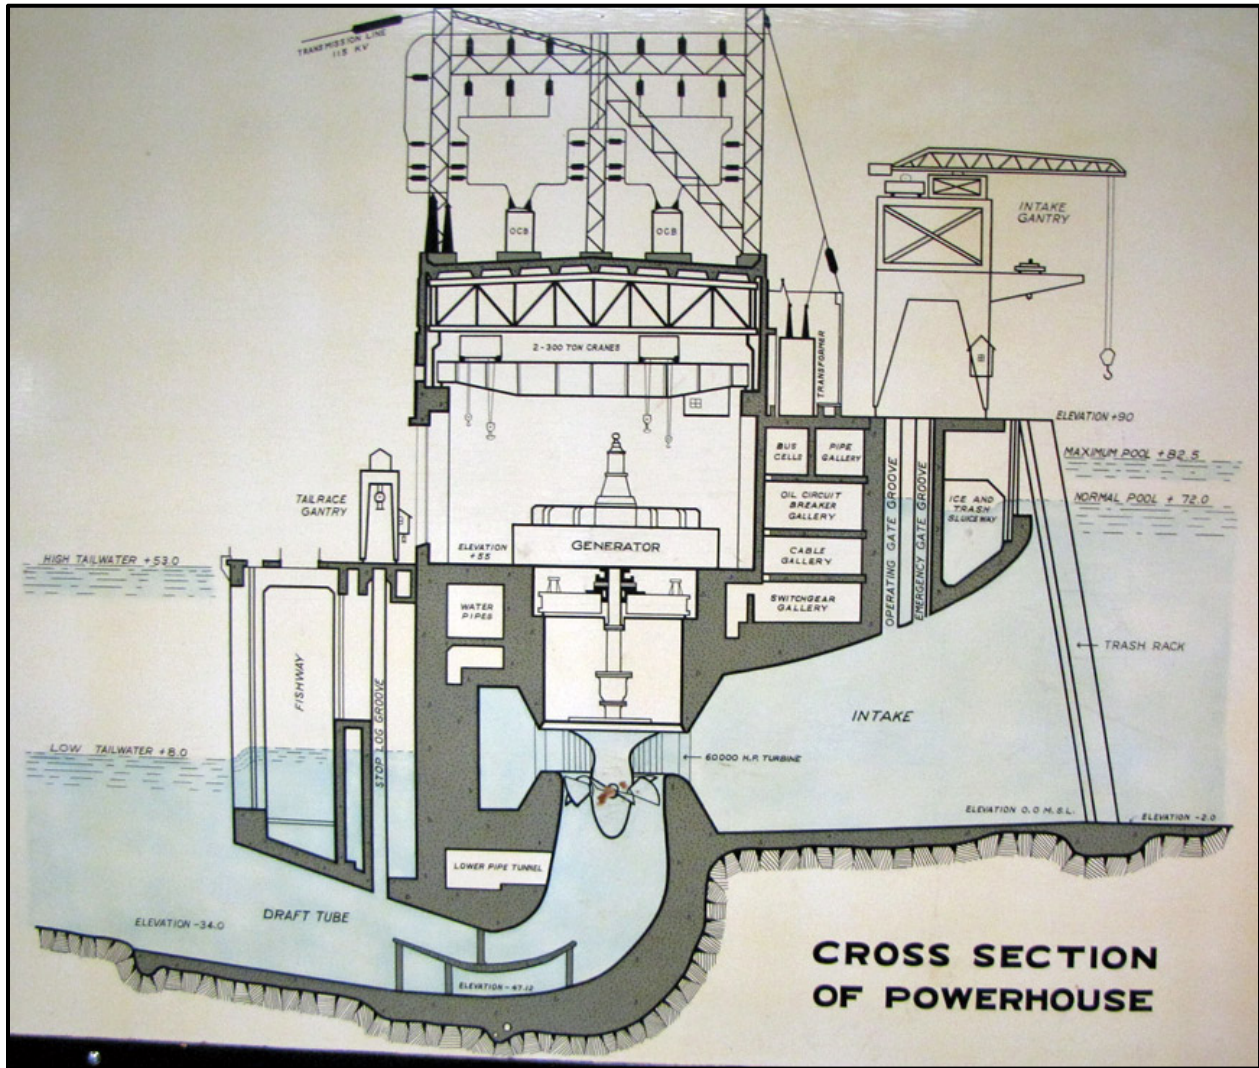 TRANSMISSION LINE
115 KV
OCB
OCB
INTAKE
GANTRY
2-300 TON CRANES
TRANSFORMER
ELEVATION +90
BUS
CELLS
PIPE
GALLERY
MAXIMUM POOL +82.5
TAILRACE
GANTRY
OIL CIRCUIT
BREAKER
GALLERY
OPERATING GATE GROOVE
EMERGENCY GATE GROOVE
ICE AND
TRASH
SLUICEWAY
NORMAL POOL + 72.0
HIGH TAILWATER +53.0
ELEVATION
+55
GENERATOR
CABLE
GALLERY
WATER
PIPES
SWITCHGEAR
GALLERY
FISHWAY
STOP LOG GROOVE
TRASH RACK
INTAKE
LOW TAILWATER +8.0
60000 H.P. TURBINE
ELEVATION 0.0 M.S.L.
ELEVATION -2.0
LOWER PIPE TUNNEL
DRAFT TUBE
ELEVATION -34.0
ELEVATION -47.12
CROSS SECTION
OF POWERHOUSE